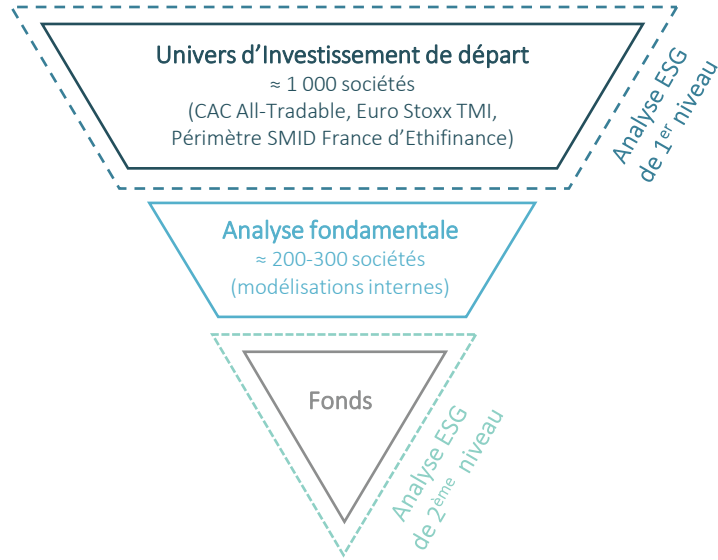 Univers d’Investissement de départ
≈ 1 000 sociétés
(CAC All-Tradable, Euro Stoxx TMI,
Périmètre SMID France d’Ethifinance)
Analyse ESG
de 1er niveau
Analyse fondamentale
≈ 200-300 sociétés
(modélisations internes)
Fonds
Analyse ESG
de 2ème niveau